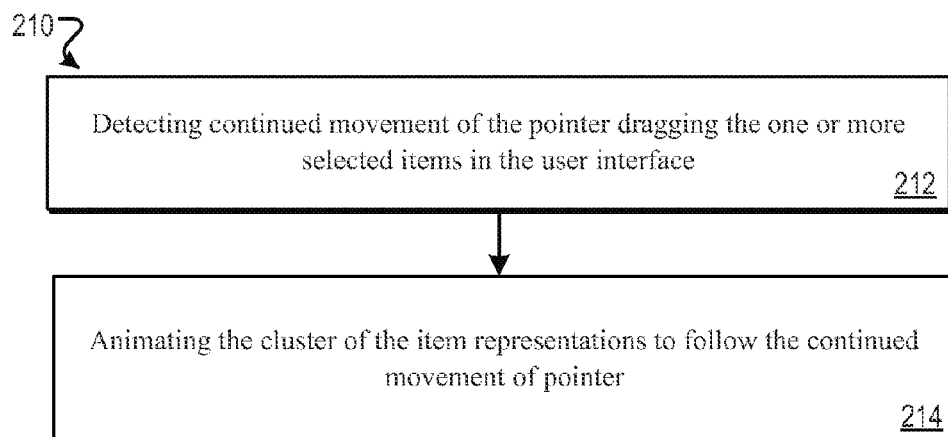 210
Detecting continued movement of the pointer dragging the one or more
selected items in the user interface
212
Animating the cluster of the item representations to follow the continued
movement of pointer
214